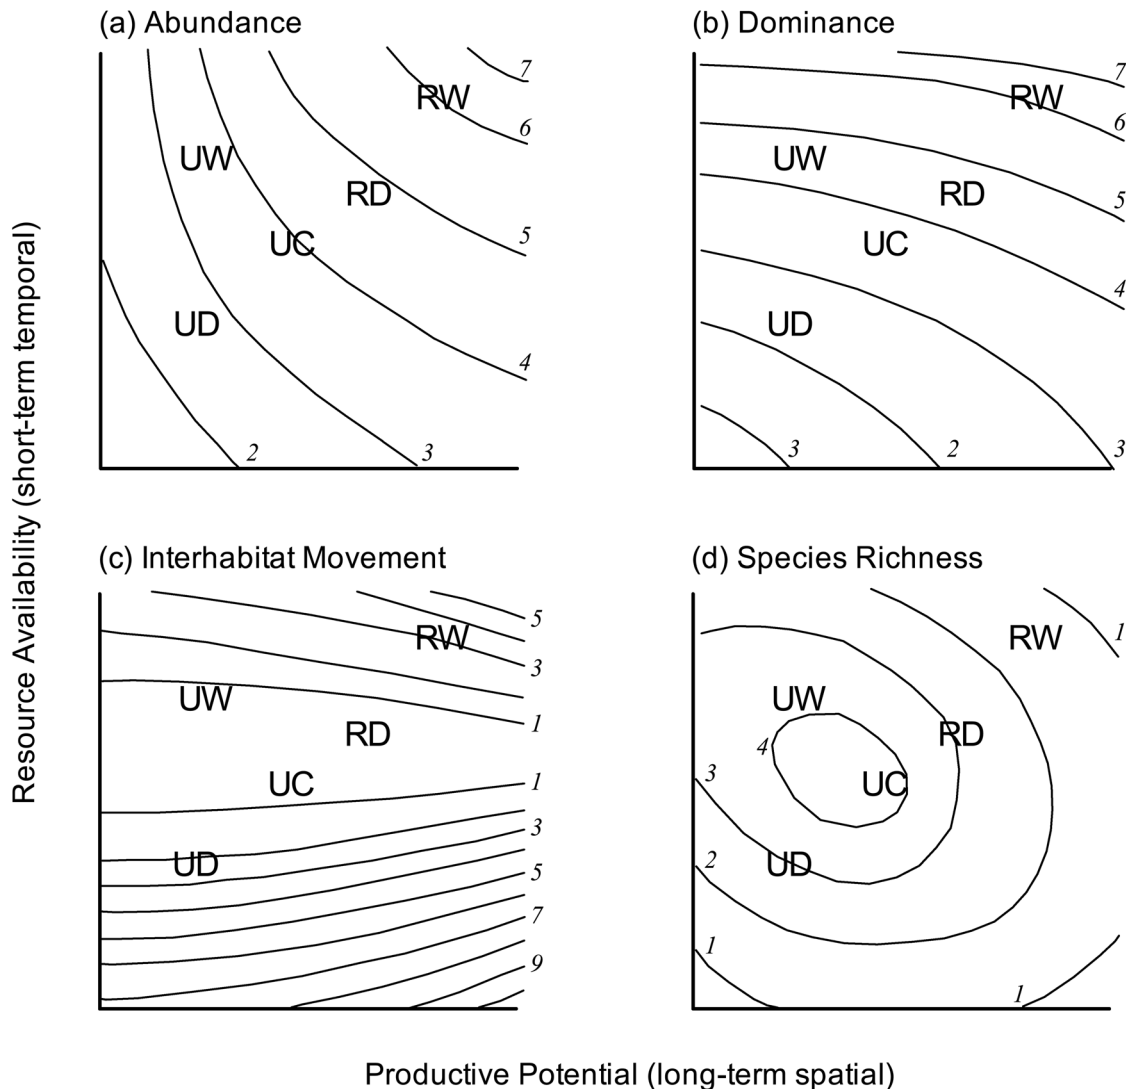 (a) Abundance
(b) Dominance
7
RW
6
UW
RD
5
UC
UD
4
2
3
7
RW
6
UW
RD
5
UC
4
UD
3
2
3
Resource Availability (short-term temporal)
(c) Interhabitat Movement
(d) Species Richness
5
RW
3
UW
1
RD
UC
1
3
UD
5
7
9
1
RW
UW
4
RD
3
UC
2
UD
1
1
Productive Potential (long-term spatial)